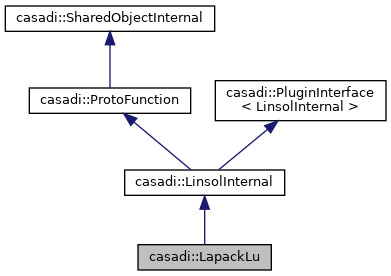 casadi::SharedObjectInternal
casadi::ProtoFunction
casadi::PluginInterface
< LinsolInternal >
casadi::LinsolInternal
casadi::LapackLu